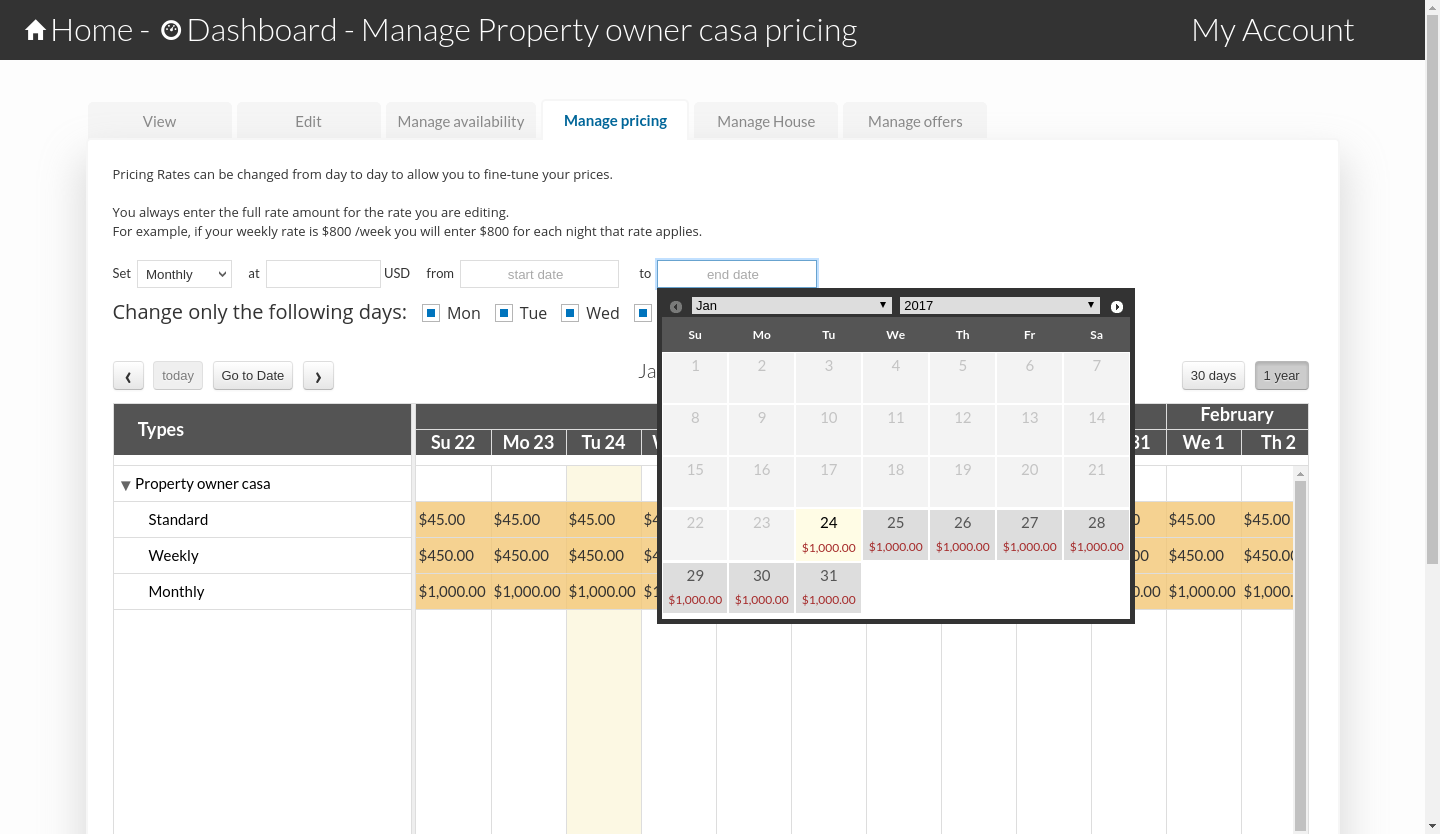 Home - Dashboard - Manage Property owner casa pricing My Account
View Edit Manage availability Manage pricing Manage House Manage offers
Pricing Rates can be changed from day to day to allow you to fine-tune your prices.
You always enter the full rate amount for the rate you are editing.
For example, if your weekly rate is $800 /week you will enter $800 for each night that rate applies.
Set Monthly at USD from start date to end date
Change only the following days: Mon Tue Wed
Jan 2017
Su Mo Tu We Th Fr Sa
1 2 3 4 5 6 7
8 9 10 11 12 13 14
15 16 17 18 19 20 21
22 23 24 25 26 27 28
$1,000.00 $1,000.00 $1,000.00 $1,000.00 $1,000.00
29 30 31
$1,000.00 $1,000.00 $1,000.00
today Go to Date Ja 30 days 1 year
Types February
Su 22 Mo 23 Tu 24 31 We 1 Th 2
Property owner casa
Standard $45.00 $45.00 $45.00 $45.00 $45.00
Weekly $450.00 $450.00 $450.00 $450.00 $450.00
Monthly $1,000.00 $1,000.00 $1,000.00 $1,000.00 $1,000.